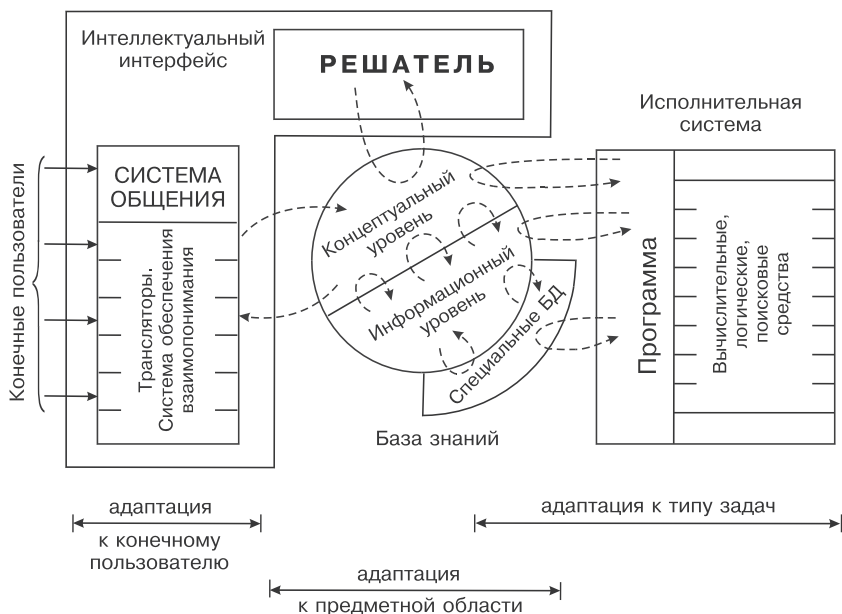 Интеллектуальный
интерфейс
РЕШАТЕЛЬ
Исполнительная
система
Конечные пользователи
СИСТЕМА
ОБЩЕНИЯ
Трансляторы.
Система обеспечения
взаимопонимания
Концептуальный
уровень
Информационный
уровень
Специальные БД
База знаний
Программа
Вычислительные,
логические,
поисковые
средства
адаптация
к конечному
пользователю
адаптация к типу задач
адаптация
к предметной области